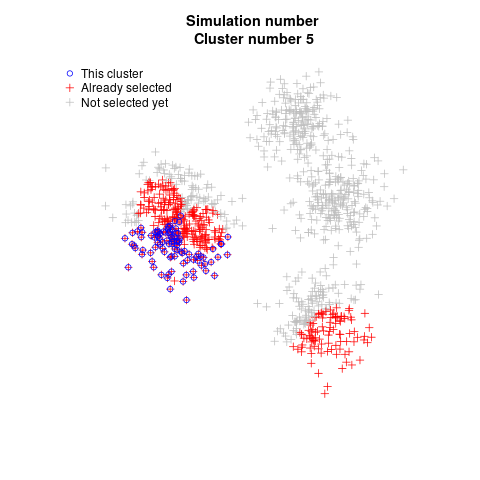 Simulation number
Cluster number 5
This cluster
Already selected
Not selected yet